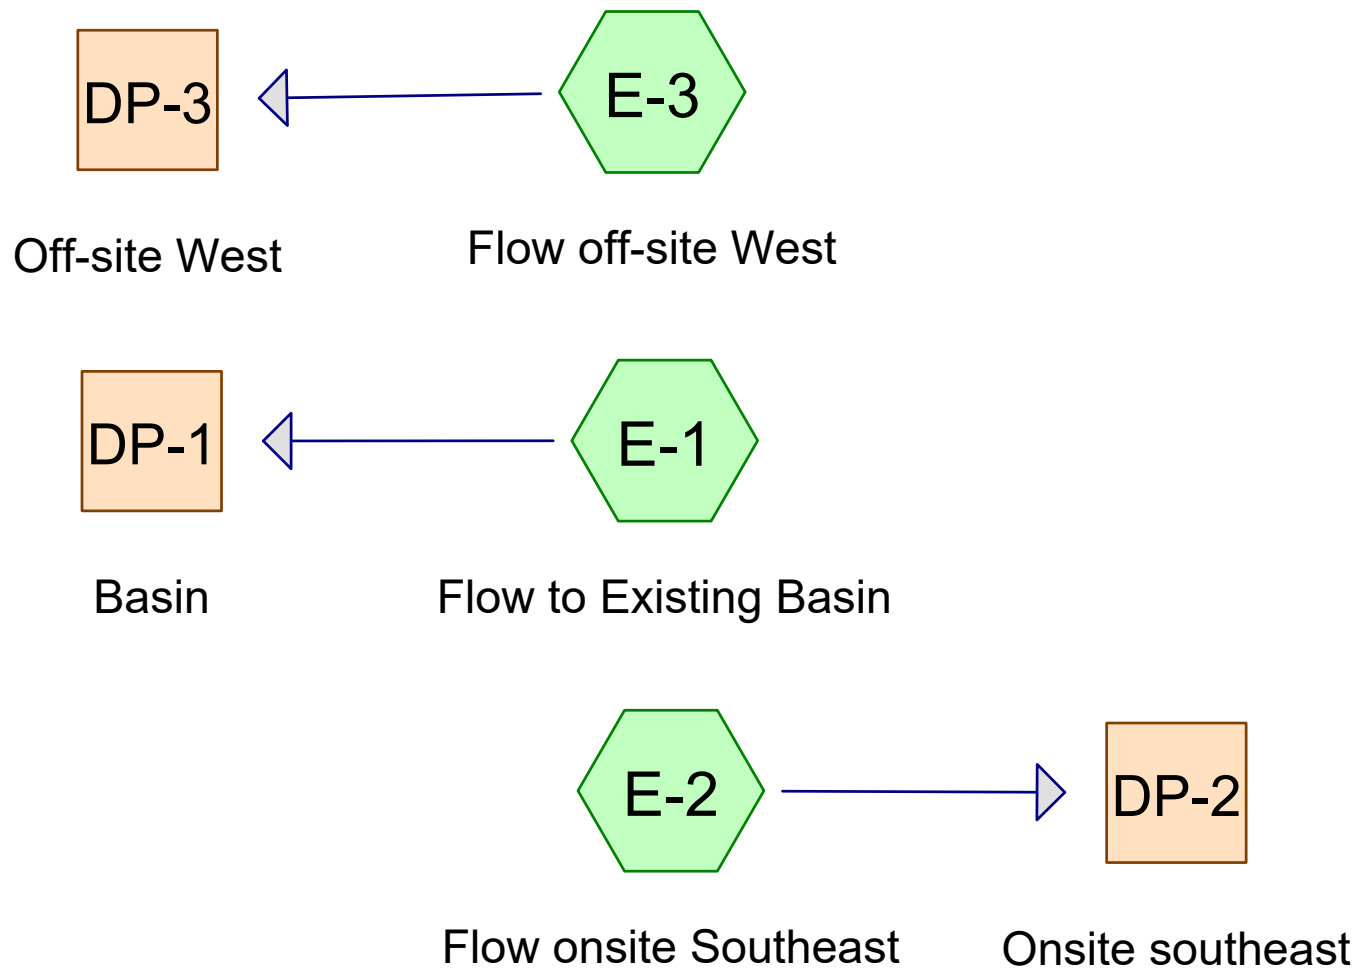 DP-3
E-3
Off-site West
Flow off-site West
DP-1
E-1
Basin
Flow to Existing Basin
E-2
DP-2
Flow onsite Southeast
Onsite southeast